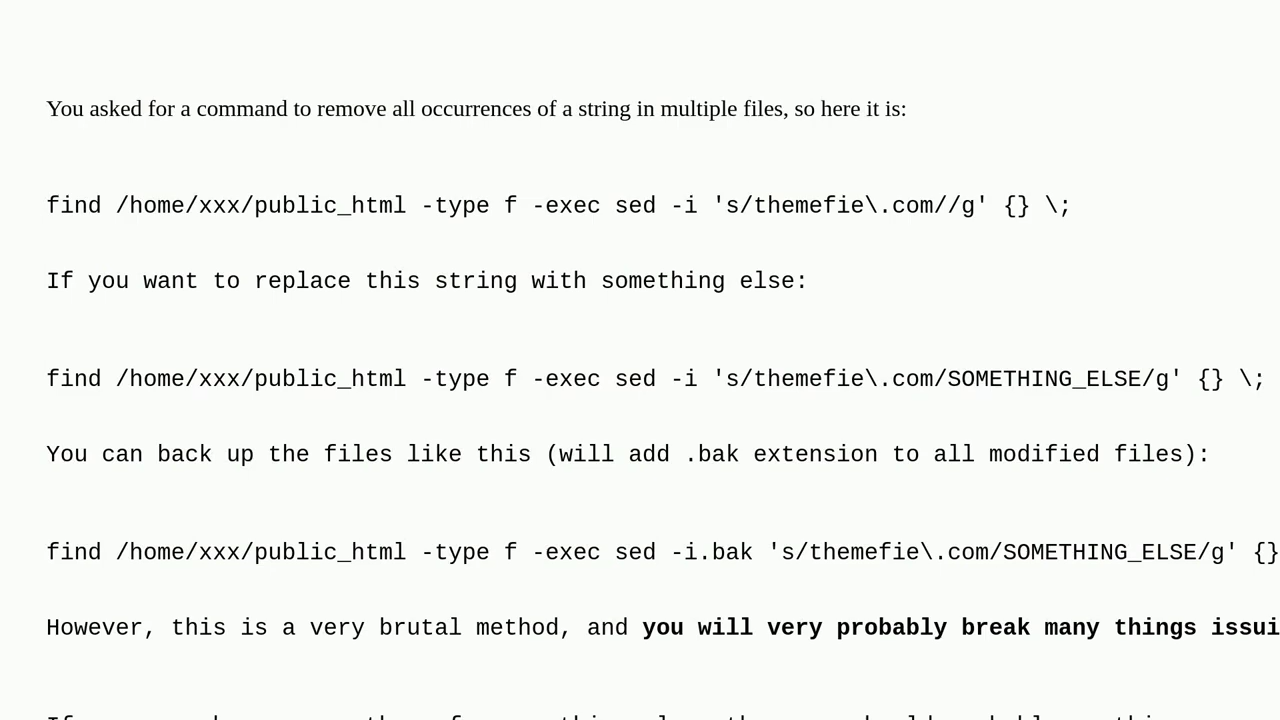 You asked for a command to remove all occurrences of a string in multiple files, so here it is:
find /home/xxx/public_html -type f -exec sed -i 's/themefie\.com//g' {} \;
If you want to replace this string with something else:
find /home/xxx/public_html -type f -exec sed -i 's/themefie\.com/SOMETHING_ELSE/g' {} \;
You can back up the files like this (will add .bak extension to all modified files):
find /home/xxx/public_html -type f -exec sed -i.bak 's/themefie\.com/SOMETHING_ELSE/g' {}
However, this is a very brutal method, and you will very probably break many things